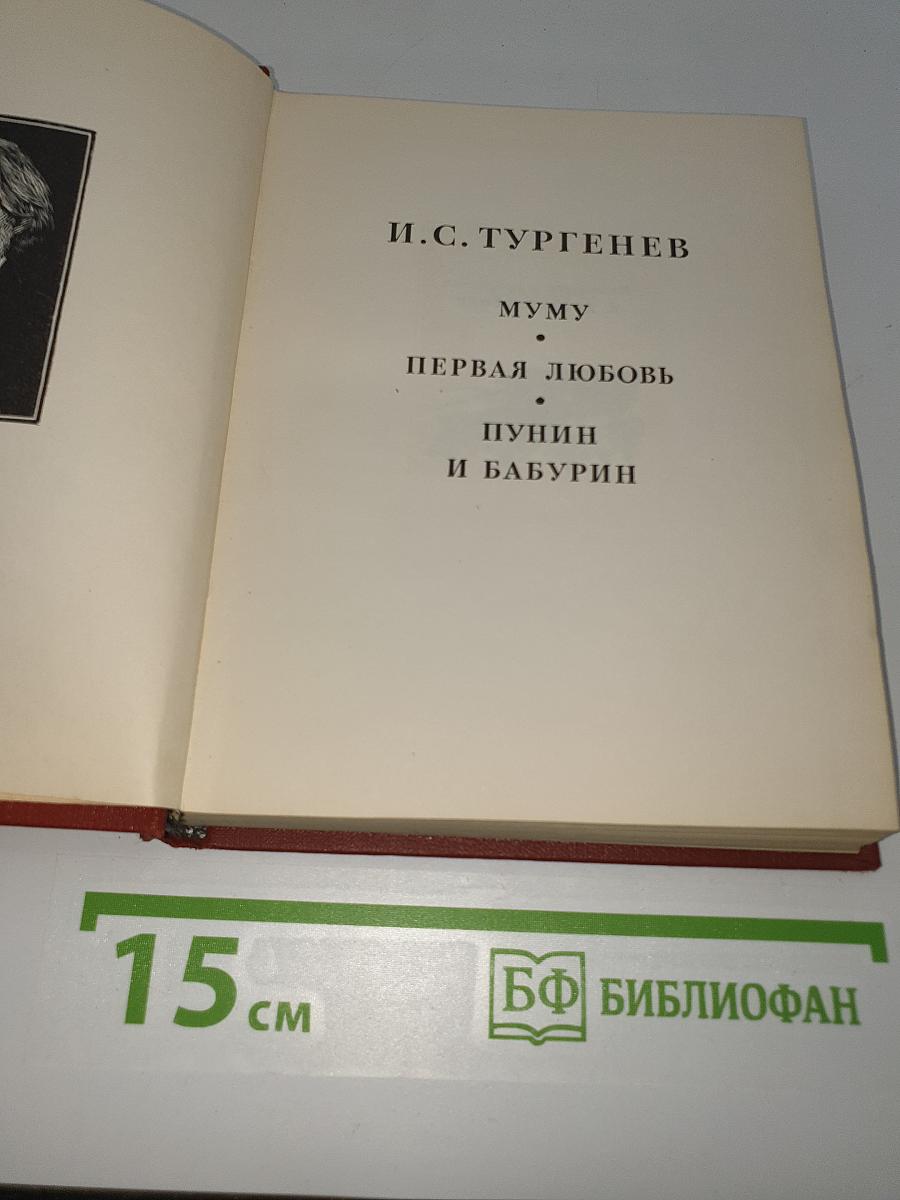 И.С. ТУРГЕНЕВ
МУМУ
•
ПЕРВАЯ ЛЮБОВЬ
•
ПУНИН
И БАБУРИН
15 см
БФ БИБЛИОФАН